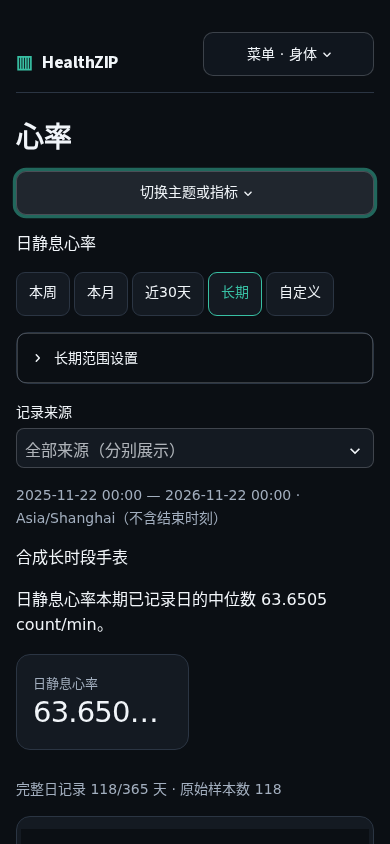 HealthZIP
菜单 · 身体
心率
切换主题或指标
日静息心率
本周
本月
近30天
长期
自定义
长期范围设置
记录来源
全部来源（分别展示）
2025-11-22 00:00 — 2026-11-22 00:00 ·
Asia/Shanghai（不含结束时刻）
合成长时段手表
日静息心率本期已记录日的中位数 63.6505
count/min。
日静息心率
63.650…
完整日记录 118/365 天 · 原始样本数 118